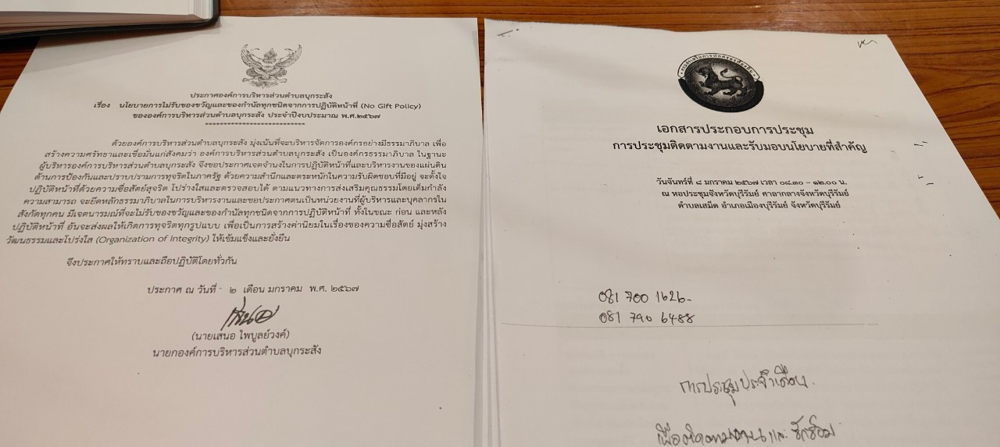 ประกาศองค์การบริหารส่วนตำบลบุกระสัง
เรื่อง นโยบายการไม่รับของขวัญและของกำนัลทุกชนิดจากการปฏิบัติหน้าที่ (No Gift Policy)
ขององค์การบริหารส่วนตำบลบุกระสัง ประจำปีงบประมาณ พ.ศ.๒๕๖๗
ด้วยองค์การบริหารส่วนตำบลบุกระสัง มุ่งเน้นที่จะบริหารจัดการองค์กรอย่างมีธรรมาภิบาล เพื่อ
สร้างความศรัทธาและเชื่อมั่นแก่สังคมว่า องค์การบริหารส่วนตำบลบุกระสัง เป็นองค์กรธรรมาภิบาล ในฐานะ
ผู้บริหารองค์การบริหารส่วนตำบลบุกระสัง จึงขอประกาศเจตจำนงในการปฏิบัติหน้าที่และบริหารงานของแผ่นดิน
ด้านการป้องกันและปราบปรามการทุจริตในภาครัฐ ด้วยความสำนึกและตระหนักในความรับผิดชอบที่มีอยู่ จะตั้งใจ
ปฏิบัติหน้าที่ด้วยความซื่อสัตย์สุจริต โปร่งใสและตรวจสอบได้ ตามแนวทางการส่งเสริมคุณธรรมโดยเต็มกำลัง
ความสามารถ จะยึดหลักธรรมาภิบาลในการบริหารงานและขอประกาศตนเป็นหน่วยงานที่ผู้บริหารและบุคลากรใน
สังกัดทุกคน มีเจตนารมณ์ที่จะไม่รับของขวัญและของกำนัลทุกชนิดจากการปฏิบัติหน้าที่ ทั้งในขณะ ก่อน และหลัง
ปฏิบัติหน้าที่ อันจะส่งผลให้เกิดการทุจริตทุกรูปแบบ เพื่อเป็นการสร้างค่านิยมในเรื่องของความซื่อสัตย์ มุ่งสร้าง
วัฒนธรรมและโปร่งใส (Organization of Integrity) ให้เข้มแข็งและยั่งยืน
จึงประกาศให้ทราบและถือปฏิบัติโดยทั่วกัน
ประกาศ ณ วันที่ ๒ เดือน มกราคม พ.ศ. ๒๕๖๗
(นายเสนอ ไพบูลย์วงค์)
นายกองค์การบริหารส่วนตำบลบุกระสัง
เอกสารประกอบการประชุม
การประชุมติดตามงานและรับมอบนโยบายที่สำคัญ
วันจันทร์ที่ ๘ มกราคม ๒๕๖๗ เวลา ๐๘.๓๐ – ๑๒.๐๐ น.
ณ หอประชุมจังหวัดบุรีรัมย์ ศาลากลางจังหวัดบุรีรัมย์
ตำบลเสม็ด อำเภอเมืองบุรีรัมย์ จังหวัดบุรีรัมย์
081 700 1626
081 790 6488
การประชุมประจำเดือน
เพื่อติดตามงานและ ซักซ้อม